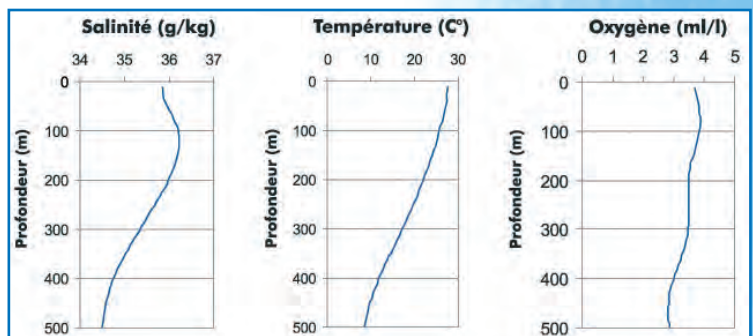 Salinité (g/kg)
34 35 36 37
Profondeur (m)
0
100
200
300
400
500
Température (C°)
0 10 20 30
Profondeur (m)
0
100
200
300
400
500
Oxygène (ml/l)
0 1 2 3 4 5
Profondeur (m)
0
100
200
300
400
500